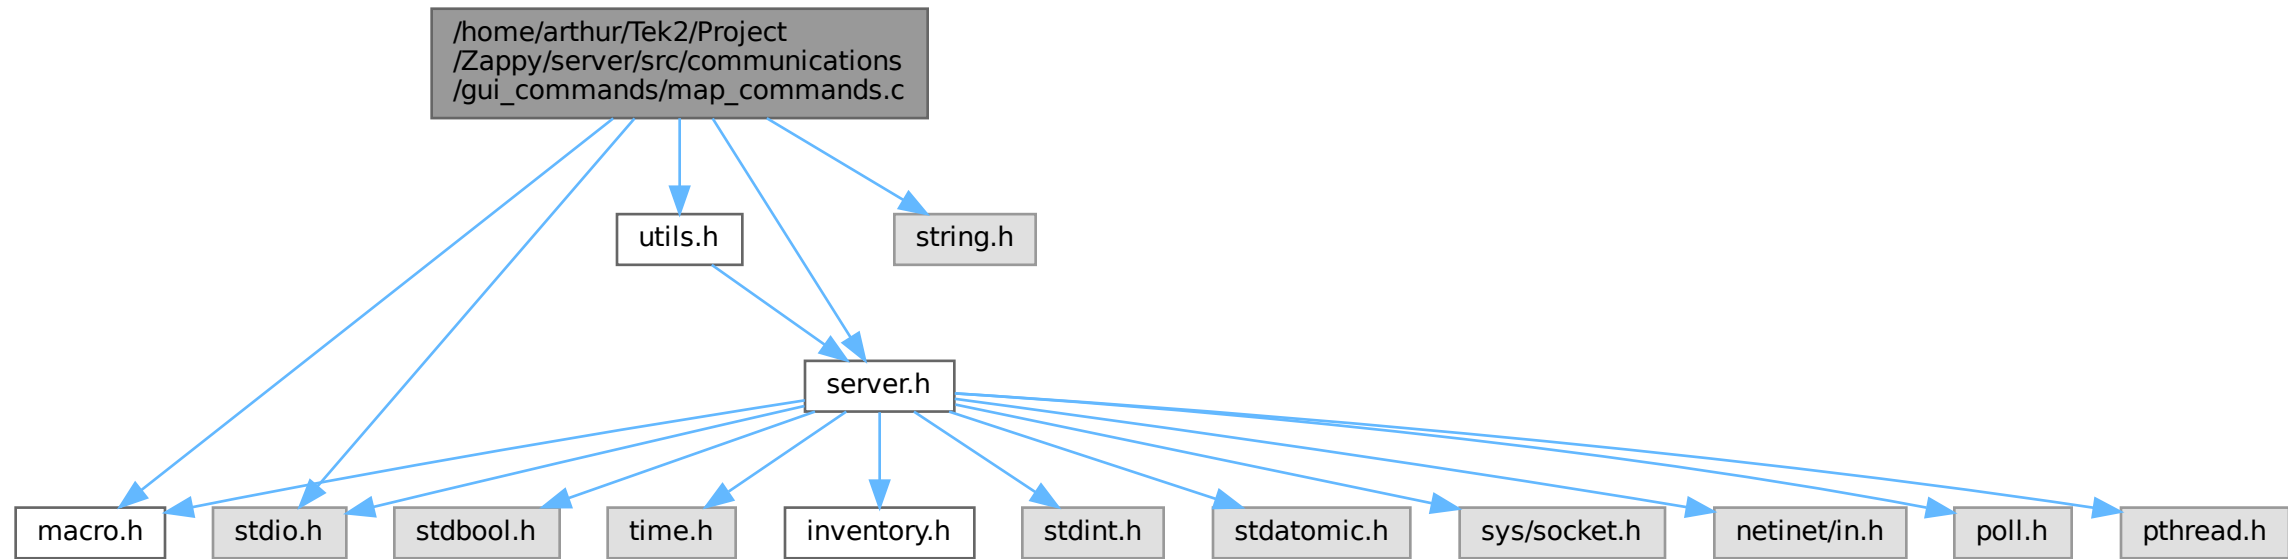 /home/arthur/Tek2/Project
/Zappy/server/src/communications
/gui_commands/map_commands.c
utils.h
string.h
server.h
macro.h
stdio.h
stdbool.h
time.h
inventory.h
stdint.h
stdatomic.h
sys/socket.h
netinet/in.h
poll.h
pthread.h